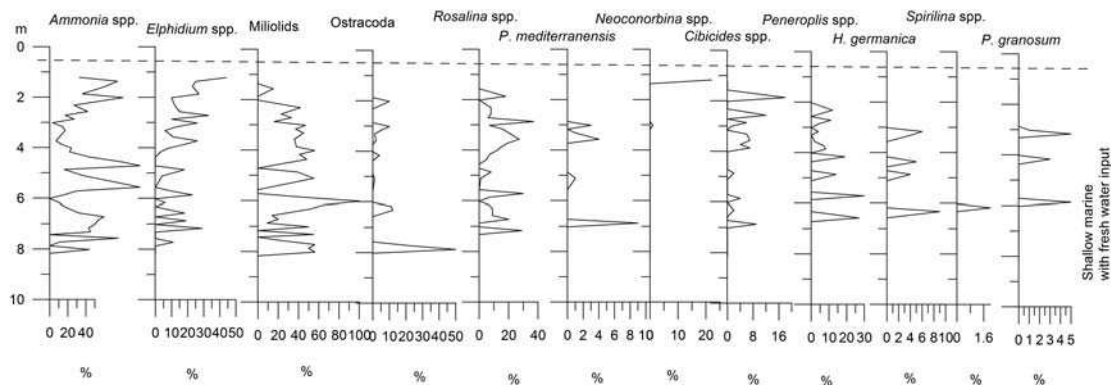 Ammonia spp.
Elphidium spp.
Miliolids
Ostracoda
Rosalina spp.
P. mediterranensis
Neoconorbina spp.
Cibicides spp.
Peneroplis spp.
H. germanica
Spirilina spp.
P. granosum
m
0
2
4
6
8
10
0 20 40
0 10 20 30 40 50
0 20 40 60 80 100
0 10 20 30 40 50
0 20 40
0 2 4 6 8 10
10 20
0 4 8 12 16
0 10 20 30
0 2 4 6 8 10
0 1.6
0 1 2 3 4 5
% % % % % % % % % % % %
Shallow marine
with fresh water input